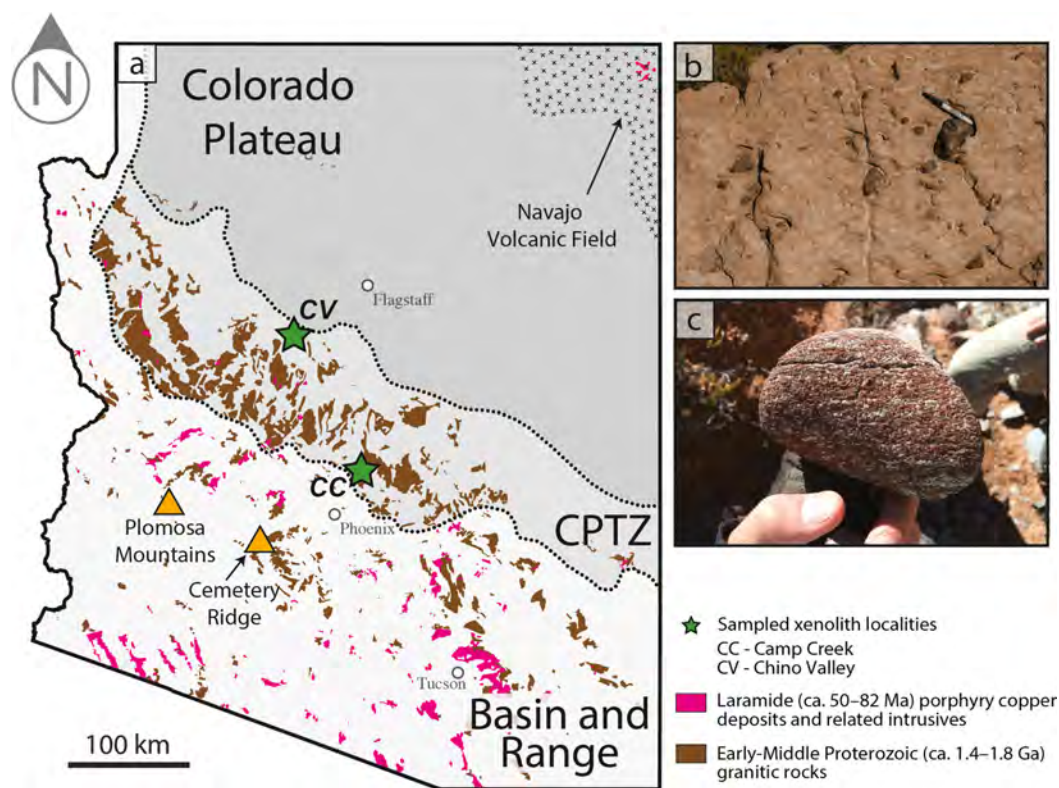 N
a
Colorado
Plateau
Navajo
Volcanic Field
Flagstaff
CV
CC
Phoenix
CPTZ
Plomosa
Mountains
Cemetery
Ridge
Tucson
Basin and
Range
100 km
b
c
Sampled xenolith localities
CC - Camp Creek
CV - Chino Valley
Laramide (ca. 50–82 Ma) porphyry copper
deposits and related intrusives
Early-Middle Proterozoic (ca. 1.4–1.8 Ga)
granitic rocks